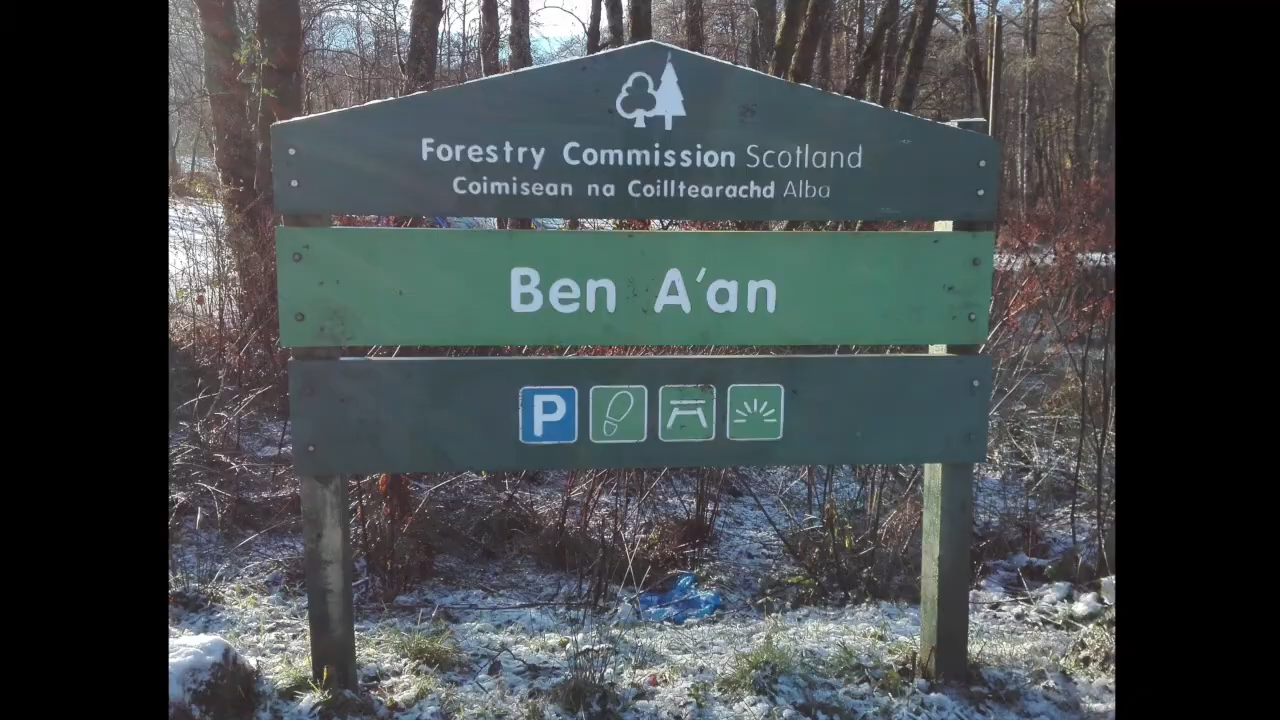 Forestry Commission Scotland
Coimisean na Coilltearachd Alba
Ben A'an
P